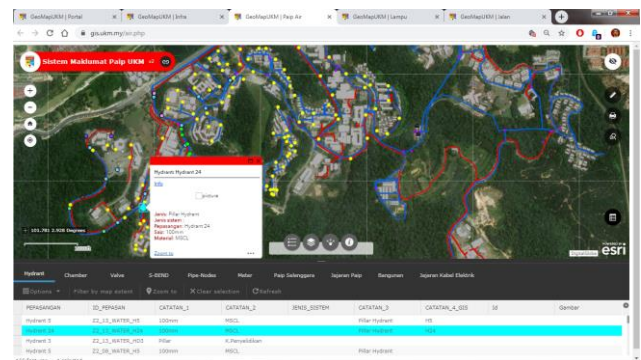 GeoMapUKM | Portal
GeoMapUKM | Infra
GeoMapUKM | Paip Air
GeoMapUKM | Lampu
GeoMapUKM | Jalan
gis.ukm.my/air.php
Sistem Maklumat Paip UKM
Hydrant: Hydrant 24
Info
picture
Jenis: Pillar Hydrant
Jenis sistem:
Pepasangan: Hydrant 24
Saiz: 100mm
Material: MSCL
Zoom to
101.781 2.928 Degrees
DigitalGlobe
esri
Hydrant Chamber Valve S-BEND Pipe-Nodes Meter Paip Selenggara Jajaran Paip Bangunan Jajaran Kabel Elektrik
Options Filter by map extent Zoom to Clear selection Refresh
PEPASANGAN ID_PEPASAN CATATAN_1 CATATAN_2 JENIS_SISTEM CATATAN_3 CATATAN_4_GIS Id Gambar
Hydrant 5 Z2_13_WATER_H5 100mm MSCL Pillar Hydrant H5
Hydrant 24 100mm MSCL Pillar Hydrant H24
Hydrant 3 Pillar K.Penyelidikan
Hydrant 5 100mm MSCL Pillar Hydrant